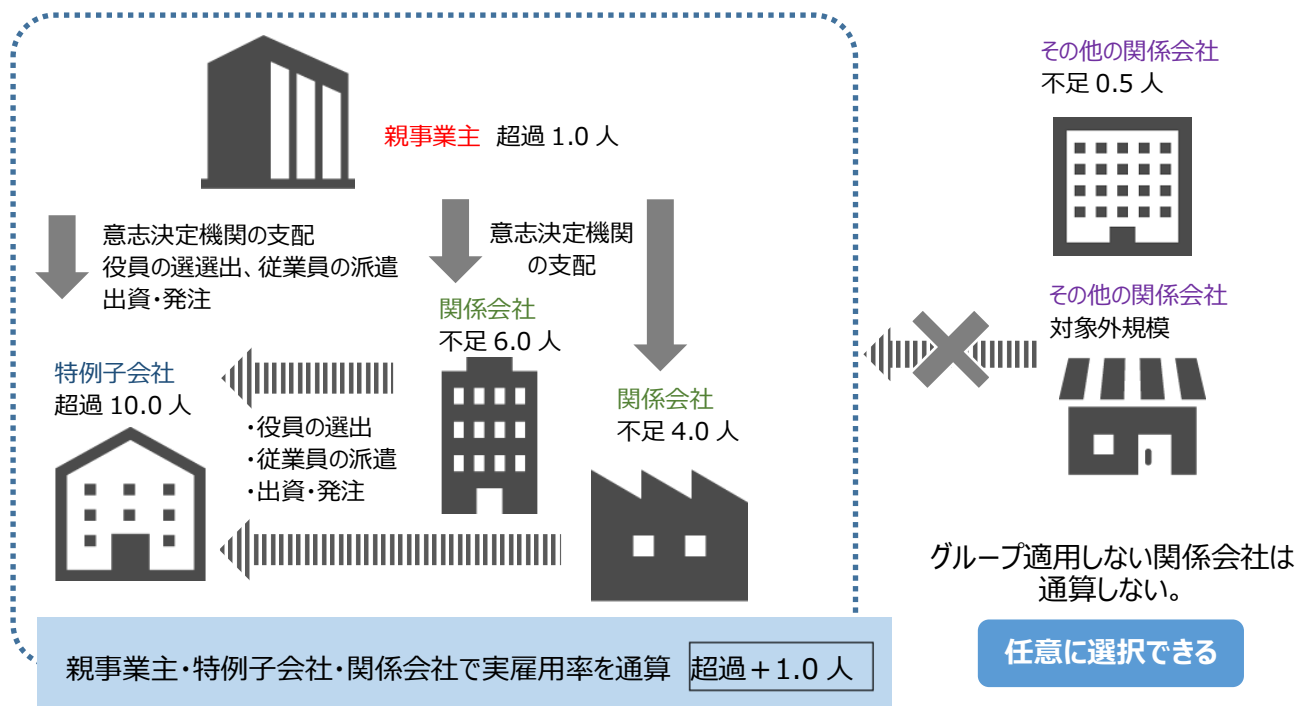 親事業主 超過 1.0 人
意志決定機関の支配
役員の選選出、従業員の派遣
出資・発注
意志決定機関
の支配
関係会社
不足 6.0 人
特例子会社
超過 10.0 人
・役員の選出
・従業員の派遣
・出資・発注
関係会社
不足 4.0 人
親事業主・特例子会社・関係会社で実雇用率を通算 超過＋1.0 人
その他の関係会社
不足 0.5 人
その他の関係会社
対象外規模
グループ適用しない関係会社は
通算しない。
任意に選択できる